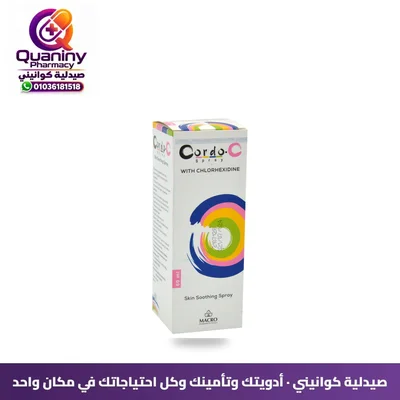 Quaniny
Pharmacy
صيدلية كوانيني
01036181518
Cordo-C
Spray
WITH CHLORHEXIDINE
Skin Soothing Spray
MACRO
صيدلية كوانيني - أدويتك وتأمينك وكل احتياجاتك في مكان واحد